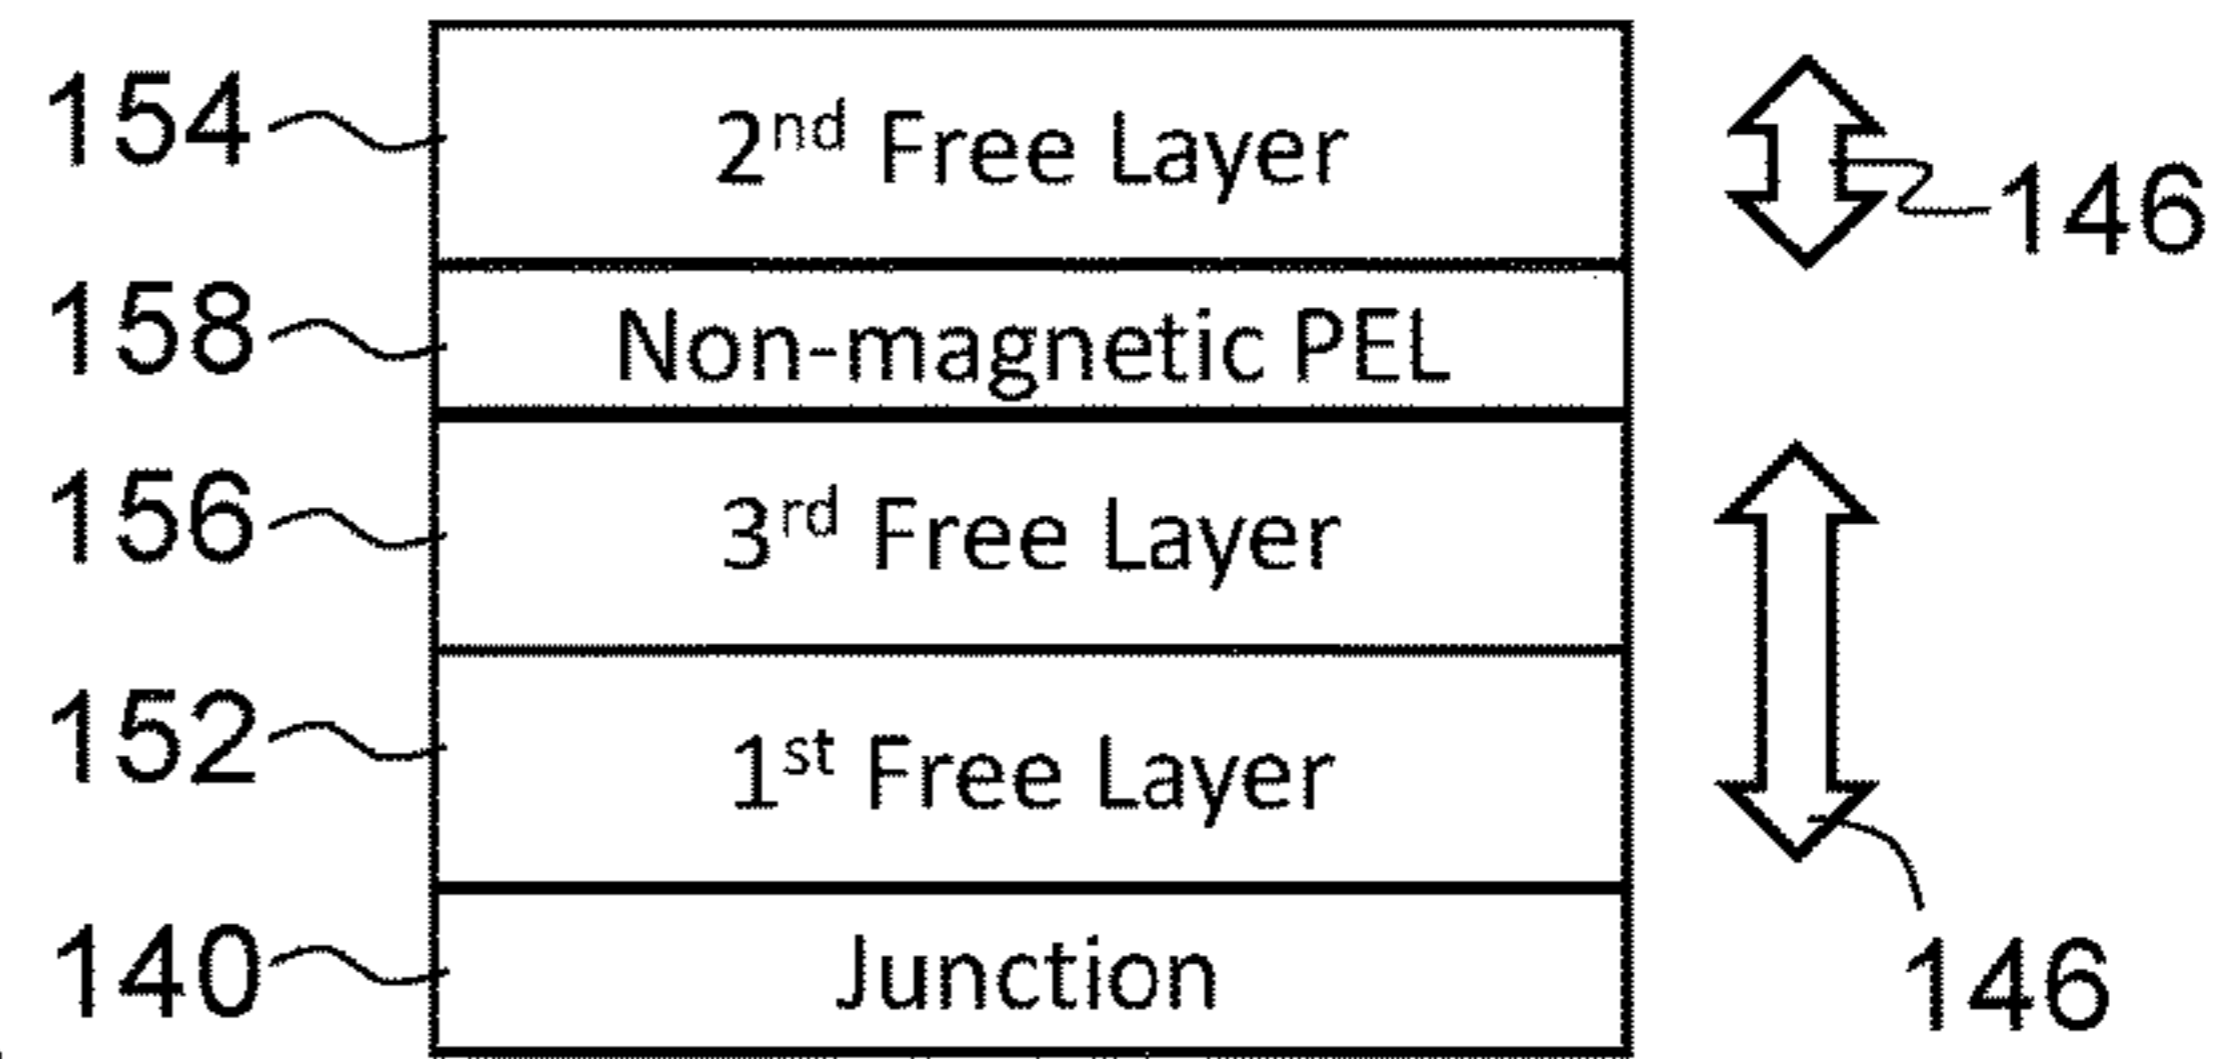 154 2nd Free Layer 146
158 Non-magnetic PEL
156 3rd Free Layer
152 1st Free Layer
140 Junction 146